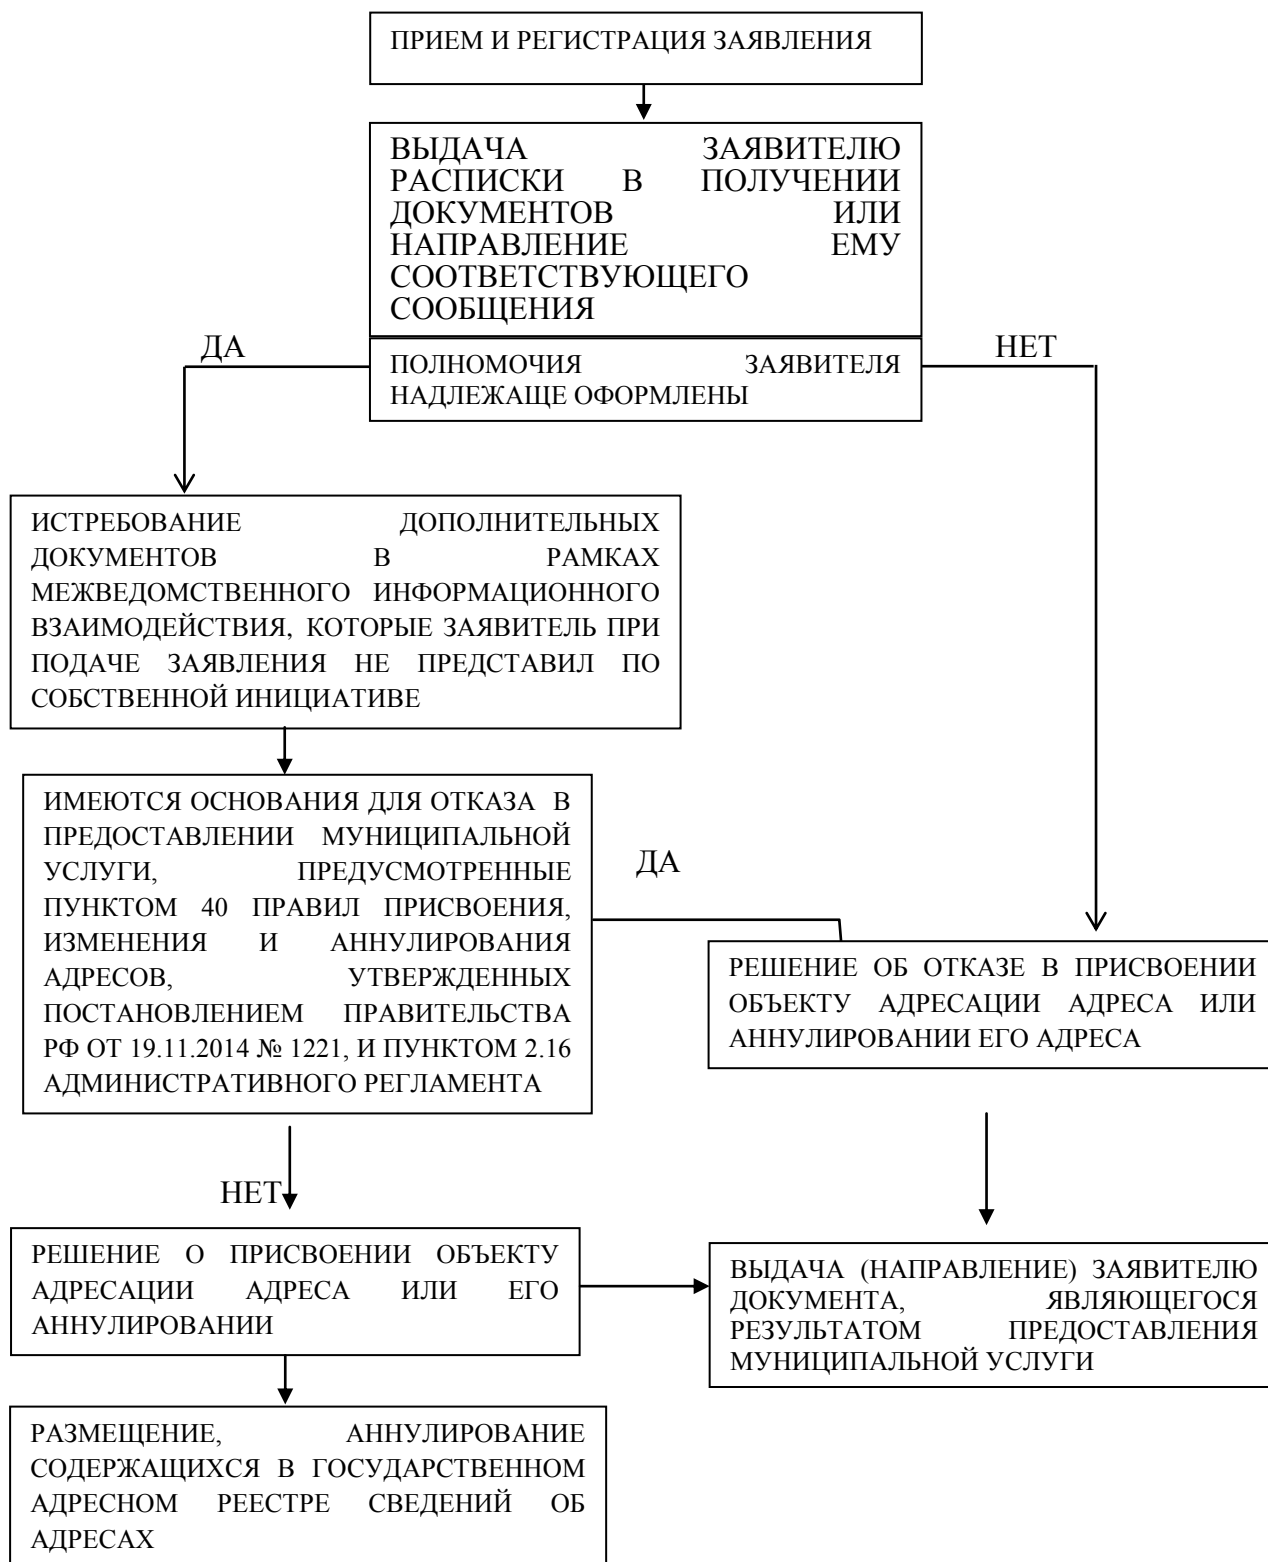 ПРИЕМ И РЕГИСТРАЦИЯ ЗАЯВЛЕНИЯ
ВЫДАЧА ЗАЯВИТЕЛЮ
РАСПИСКИ В ПОЛУЧЕНИИ
ДОКУМЕНТОВ ИЛИ
НАПРАВЛЕНИЕ ЕМУ
СООТВЕТСТВУЮЩЕГО
СООБЩЕНИЯ
ДА
НЕТ
ПОЛНОМОЧИЯ ЗАЯВИТЕЛЯ
НАДЛЕЖАЩЕ ОФОРМЛЕНЫ
ИСТРЕБОВАНИЕ ДОПОЛНИТЕЛЬНЫХ
ДОКУМЕНТОВ В РАМКАХ
МЕЖВЕДОМСТВЕННОГО ИНФОРМАЦИОННОГО
ВЗАИМОДЕЙСТВИЯ, КОТОРЫЕ ЗАЯВИТЕЛЬ ПРИ
ПОДАЧЕ ЗАЯВЛЕНИЯ НЕ ПРЕДСТАВИЛ ПО
СОБСТВЕННОЙ ИНИЦИАТИВЕ
ИМЕЮТСЯ ОСНОВАНИЯ ДЛЯ ОТКАЗА В
ПРЕДОСТАВЛЕНИИ МУНИЦИПАЛЬНОЙ
УСЛУГИ, ПРЕДУСМОТРЕННЫЕ
ПУНКТОМ 40 ПРАВИЛ ПРИСВОЕНИЯ,
ИЗМЕНЕНИЯ И АННУЛИРОВАНИЯ
АДРЕСОВ, УТВЕРЖДЕННЫХ
ПОСТАНОВЛЕНИЕМ ПРАВИТЕЛЬСТВА
РФ ОТ 19.11.2014 № 1221, И ПУНКТОМ 2.16
АДМИНИСТРАТИВНОГО РЕГЛАМЕНТА
ДА
РЕШЕНИЕ ОБ ОТКАЗЕ В ПРИСВОЕНИИ
ОБЪЕКТУ АДРЕСАЦИИ АДРЕСА ИЛИ
АННУЛИРОВАНИИ ЕГО АДРЕСА
НЕТ
РЕШЕНИЕ О ПРИСВОЕНИИ ОБЪЕКТУ
АДРЕСАЦИИ АДРЕСА ИЛИ ЕГО
АННУЛИРОВАНИИ
ВЫДАЧА (НАПРАВЛЕНИЕ) ЗАЯВИТЕЛЮ
ДОКУМЕНТА, ЯВЛЯЮЩЕГОСЯ
РЕЗУЛЬТАТОМ ПРЕДОСТАВЛЕНИЯ
МУНИЦИПАЛЬНОЙ УСЛУГИ
РАЗМЕЩЕНИЕ, АННУЛИРОВАНИЕ
СОДЕРЖАЩИХСЯ В ГОСУДАРСТВЕННОМ
АДРЕСНОМ РЕЕСТРЕ СВЕДЕНИЙ ОБ
АДРЕСАХ